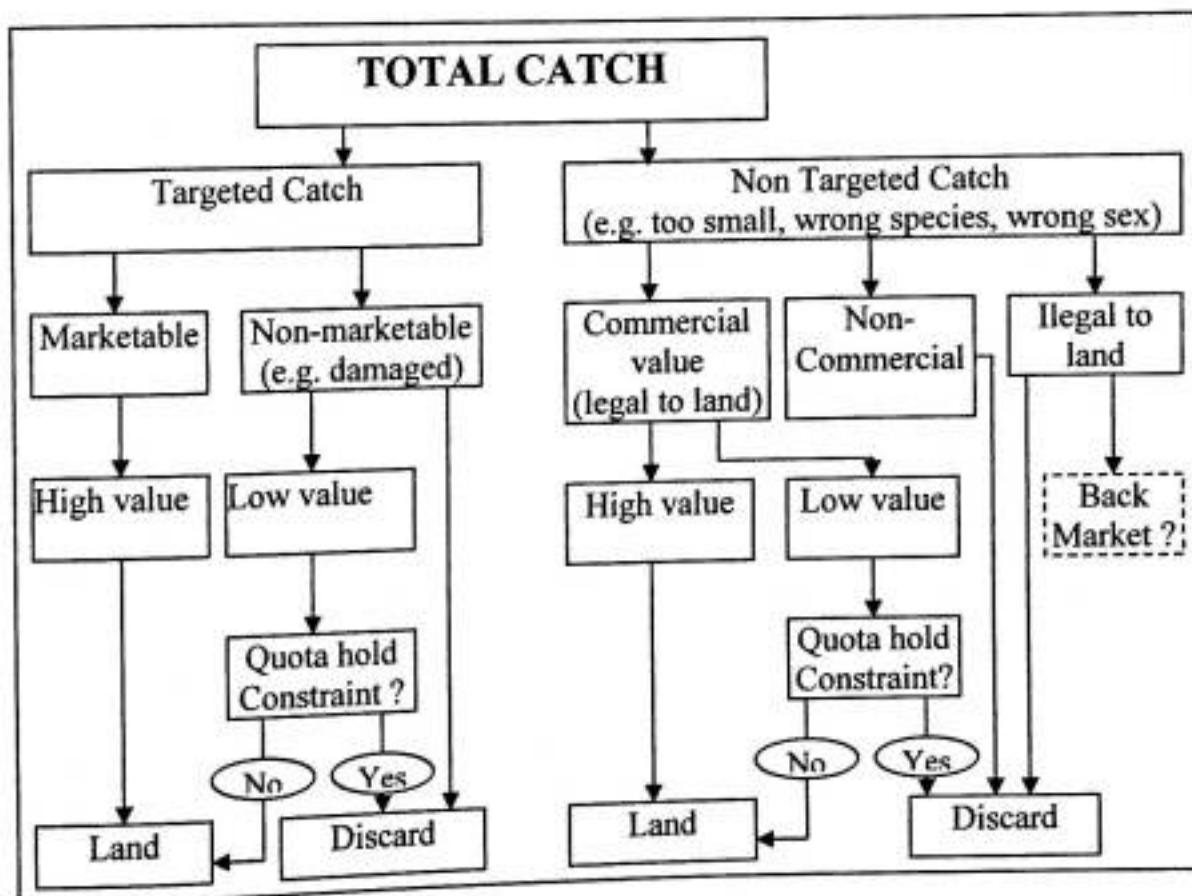 TOTAL CATCH
Targeted Catch
Non Targeted Catch
(e.g. too small, wrong species, wrong sex)
Marketable
Non-marketable
(e.g. damaged)
Commercial
value
(legal to land)
Non-
Commercial
Ilegal to
land
High value
Low value
High value
Low value
Back
Market ?
Quota hold
Constraint ?
Quota hold
Constraint?
No
Yes
No
Yes
Land
Discard
Land
Discard